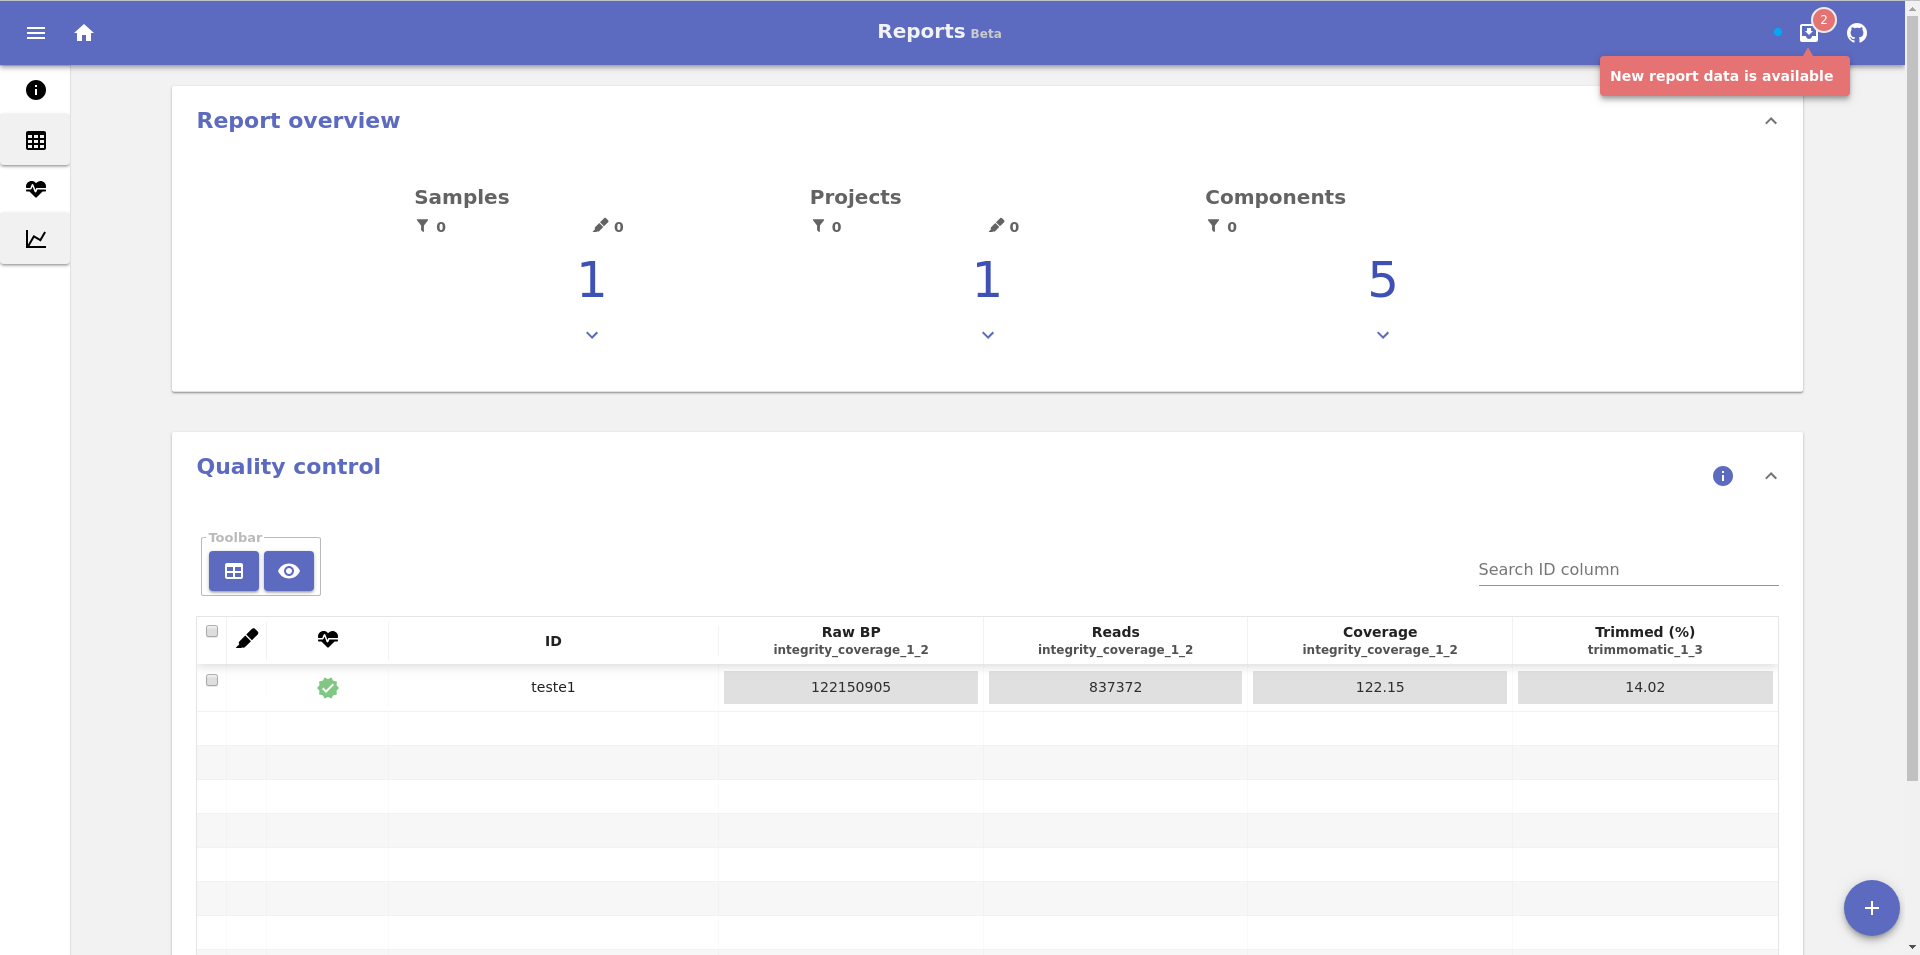 Reports Beta
2
New report data is available
Report overview
Samples
0 0
Projects
0 0
Components
0
1
1
5
Quality control
Toolbar
Search ID column
ID
Raw BP
integrity_coverage_1_2
Reads
integrity_coverage_1_2
Coverage
integrity_coverage_1_2
Trimmed (%)
trimmomatic_1_3
teste1 122150905 837372 122.15 14.02